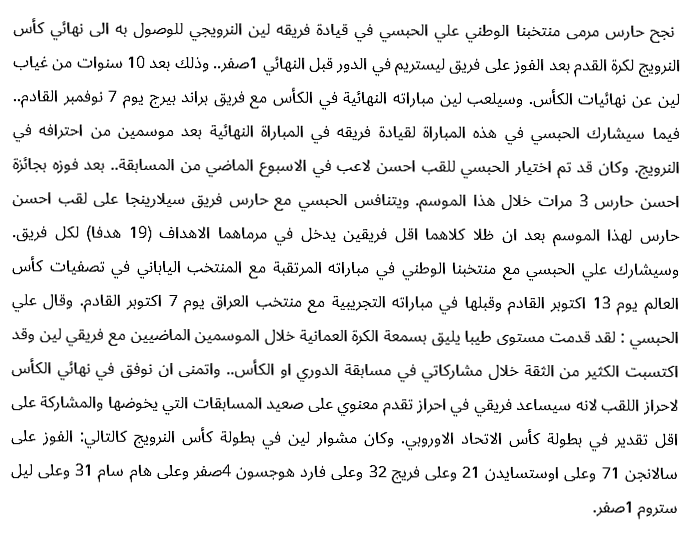 نجح حارس مرمى منتخبنا الوطني علي الحبسي في قيادة فريقه لين النرويجي للوصول به الى نهائي كأس
النرويج لكرة القدم بعد الفوز على فريق ليستريم في الدور قبل النهائي 1صفر.. وذلك بعد 10 سنوات من غياب
لين عن نهائيات الكأس. وسيلعب لين مباراته النهائية في الكأس مع فريق براند بيرج يوم 7 نوفمبر القادم..
فيما سيشارك الحبسي في هذه المباراة لقيادة فريقه في المباراة النهائية بعد موسمين من احترافه في
النرويج. وكان قد تم اختيار الحبسي للقب احسن لاعب في الاسبوع الماضي من المسابقة.. بعد فوزه بجائزة
احسن حارس 3 مرات خلال هذا الموسم. ويتنافس الحبسي مع حارس فريق سيلارينجا على لقب احسن
حارس لهذا الموسم بعد ان ظلا كلاهما اقل فريقين يدخل في مرماهما الاهداف (19 هدفا) لكل فريق.
وسيشارك علي الحبسي مع منتخبنا الوطني في مباراته المرتقبة مع المنتخب الياباني في تصفيات كأس
العالم يوم 13 اكتوبر القادم وقبلها في مباراته التجريبية مع منتخب العراق يوم 7 اكتوبر القادم. وقال علي
الحبسي : لقد قدمت مستوى طيبا يليق بسمعة الكرة العمانية خلال الموسمين الماضيين مع فريقي لين وقد
اكتسبت الكثير من الثقة خلال مشاركاتي في مسابقة الدوري او الكأس.. واتمنى ان نوفق في نهائي الكأس
لاحراز اللقب لانه سيساعد فريقي في احراز تقدم معنوي على صعيد المسابقات التي يخوضها والمشاركة على
اقل تقدير في بطولة كأس الاتحاد الاوروبي. وكان مشوار لين في بطولة كأس النرويج كالتالي: الفوز على
سالانجن 71 وعلى اوستسايدن 21 وعلى فريج 32 وعلى فارد هوجسون 4صفر وعلى هام سام 31 وعلى ليل
ستروم 1صفر.